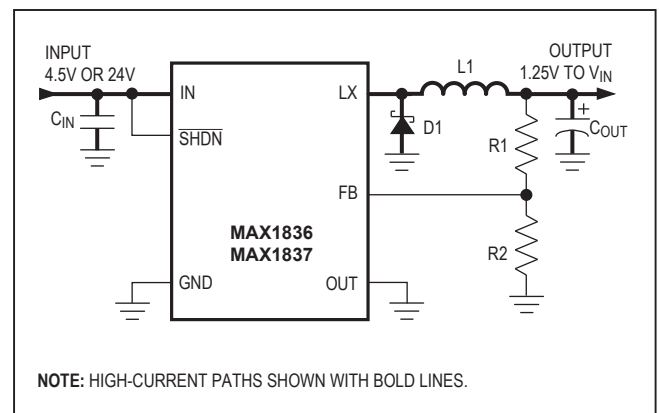 INPUT
4.5V OR 24V
OUTPUT
1.25V TO VIN
L1
IN
LX
CIN
SHDN
D1
R1
COUT
+
FB
MAX1836
MAX1837
R2
GND
OUT
NOTE: HIGH-CURRENT PATHS SHOWN WITH BOLD LINES.